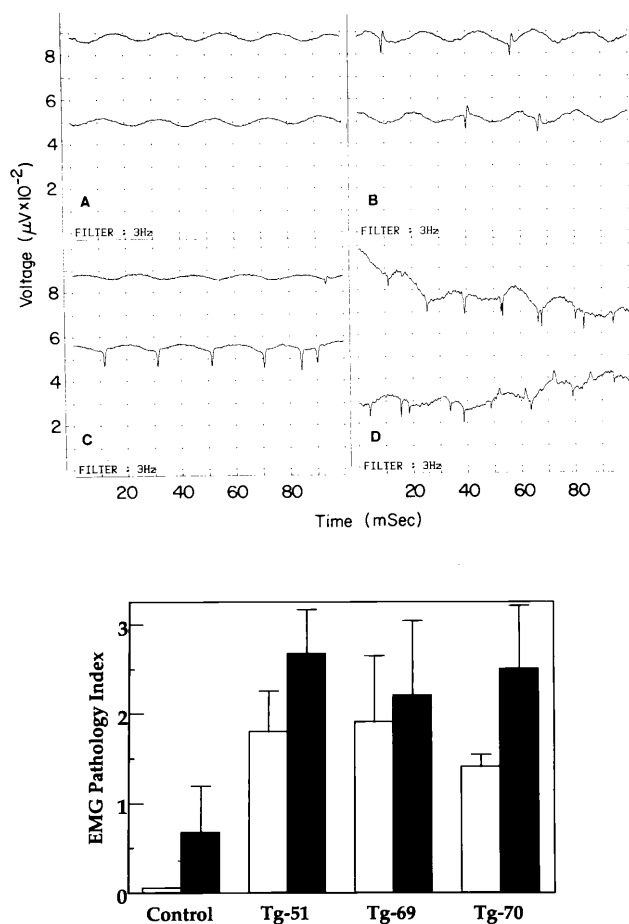 8
6
4
2
A
FILTER : 3Hz
B
FILTER : 3Hz
Voltage (μV×10⁻²)
8
6
4
2
C
FILTER : 3Hz
D
FILTER : 3Hz
20 40 60 80 20 40 60 80
Time (mSec)
3
2
1
0
EMG Pathology Index
Control Tg-51 Tg-69 Tg-70